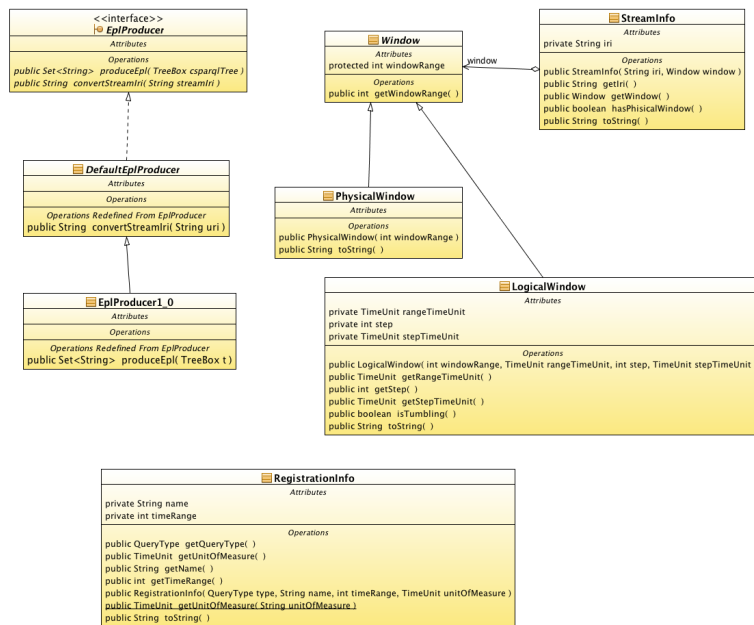 <<interface>>
EplProducer
Attributes
Operations
public Set<String> produceEpl( TreeBox csparqlTree )
public String convertStreamIri( String streamIri )
DefaultEplProducer
Attributes
Operations
Operations Redefined From EplProducer
public String convertStreamIri( String uri )
EplProducer1_0
Attributes
Operations
Operations Redefined From EplProducer
public Set<String> produceEpl( TreeBox t )
Window
Attributes
protected int windowRange
Operations
public int getWindowRange( )
window
StreamInfo
Attributes
private String iri
Operations
public StreamInfo( String iri, Window window )
public String getIri( )
public Window getWindow( )
public boolean hasPhisicalWindow( )
public String toString( )
PhysicalWindow
Attributes
Operations
public PhysicalWindow( int windowRange )
public String toString( )
LogicalWindow
Attributes
private TimeUnit rangeTimeUnit
private int step
private TimeUnit stepTimeUnit
Operations
public LogicalWindow( int windowRange, TimeUnit rangeTimeUnit, int step, TimeUnit stepTimeUnit
public TimeUnit getRangeTimeUnit( )
public int getStep( )
public TimeUnit getStepTimeUnit( )
public boolean isTumbling( )
public String toString( )
RegistrationInfo
Attributes
private String name
private int timeRange
Operations
public QueryType getQueryType( )
public TimeUnit getUnitOfMeasure( )
public String getName( )
public int getTimeRange( )
public RegistrationInfo( QueryType type, String name, int timeRange, TimeUnit unitOfMeasure )
public TimeUnit getUnitOfMeasure( String unitOfMeasure )
public String toString( )